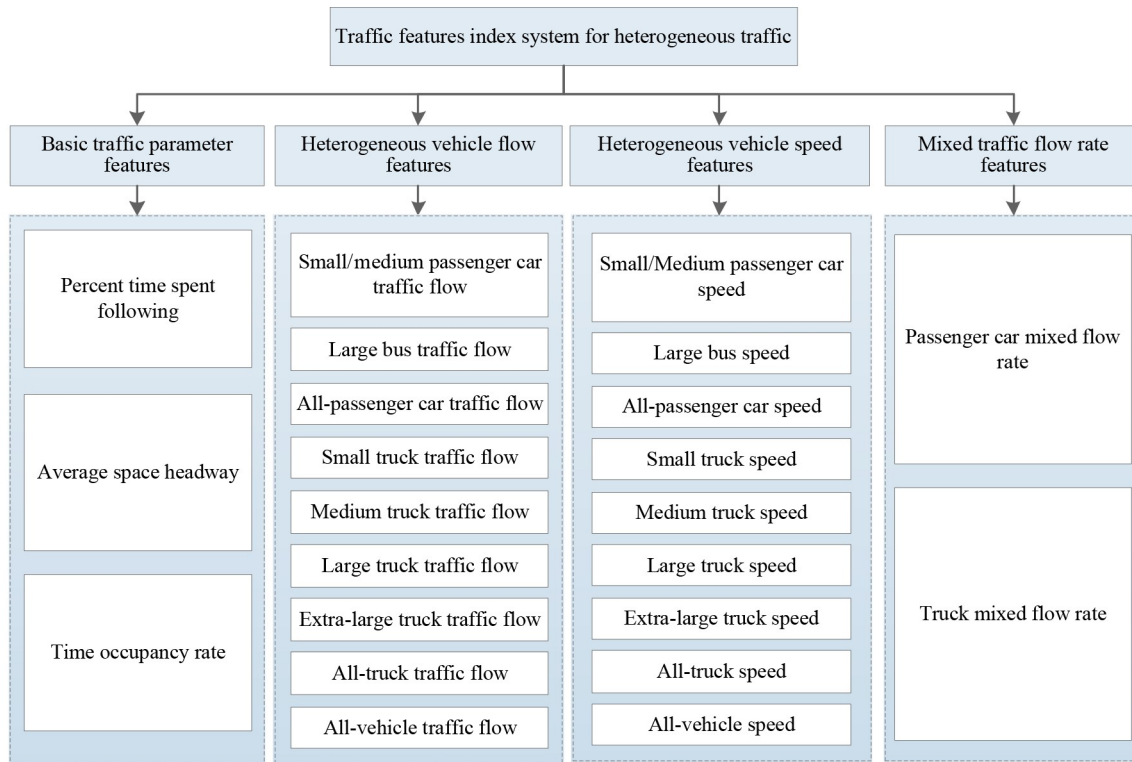 Traffic features index system for heterogeneous traffic
Basic traffic parameter
features
Heterogeneous vehicle flow
features
Heterogeneous vehicle speed
features
Mixed traffic flow rate
features
Percent time spent
following
Average space headway
Time occupancy rate
Small/medium passenger car
traffic flow
Large bus traffic flow
All-passenger car traffic flow
Small truck traffic flow
Medium truck traffic flow
Large truck traffic flow
Extra-large truck traffic flow
All-truck traffic flow
All-vehicle traffic flow
Small/Medium passenger car
speed
Large bus speed
All-passenger car speed
Small truck speed
Medium truck speed
Large truck speed
Extra-large truck speed
All-truck speed
All-vehicle speed
Passenger car mixed flow
rate
Truck mixed flow rate